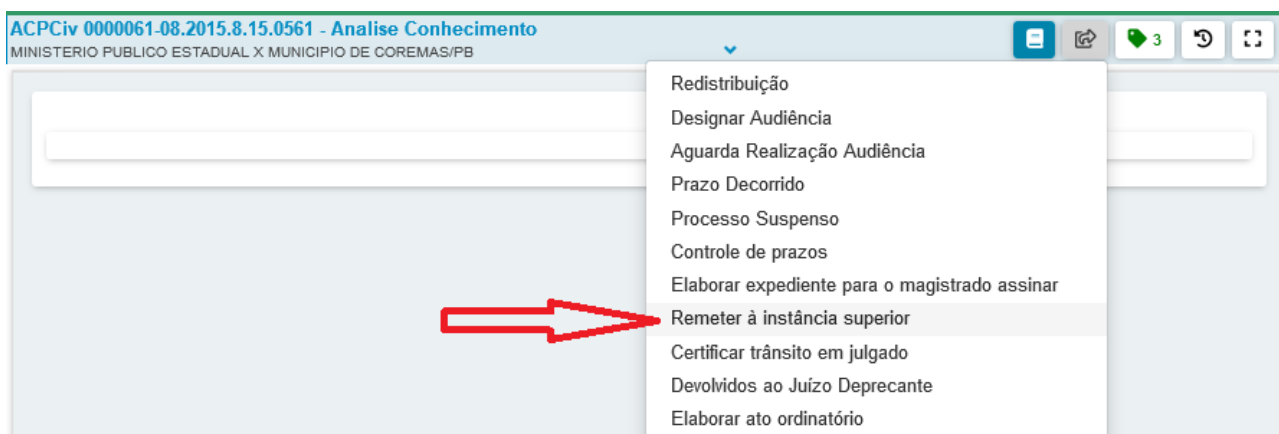 ACPCiv 0000061-08.2015.8.15.0561 - Analise Conhecimento
MINISTERIO PUBLICO ESTADUAL X MUNICIPIO DE COREMAS/PB
3
Redistribuição
Designar Audiência
Aguarda Realização Audiência
Prazo Decorrido
Processo Suspenso
Controle de prazos
Elaborar expediente para o magistrado assinar
Remeter à instância superior
Certificar trânsito em julgado
Devolvidos ao Juízo Deprecante
Elaborar ato ordinatório